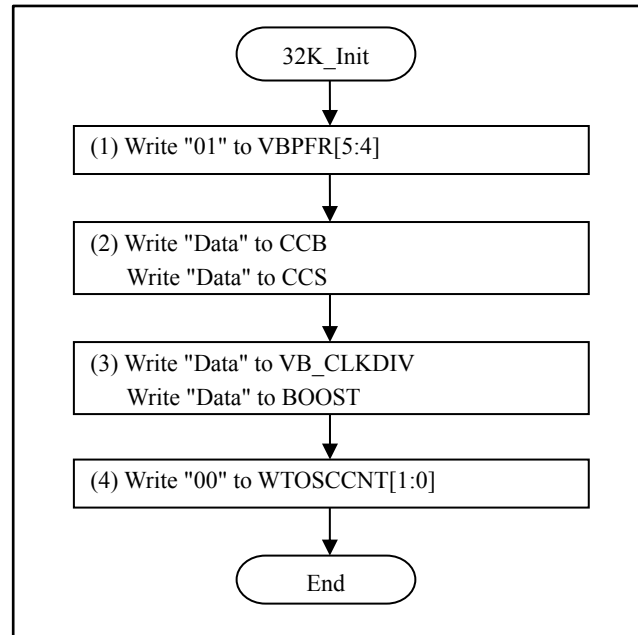 32K_Init
(1) Write "01" to VBPFR[5:4]
(2) Write "Data" to CCB
Write "Data" to CCS
(3) Write "Data" to VB_CLKDIV
Write "Data" to BOOST
(4) Write "00" to WTOSCCNT[1:0]
End